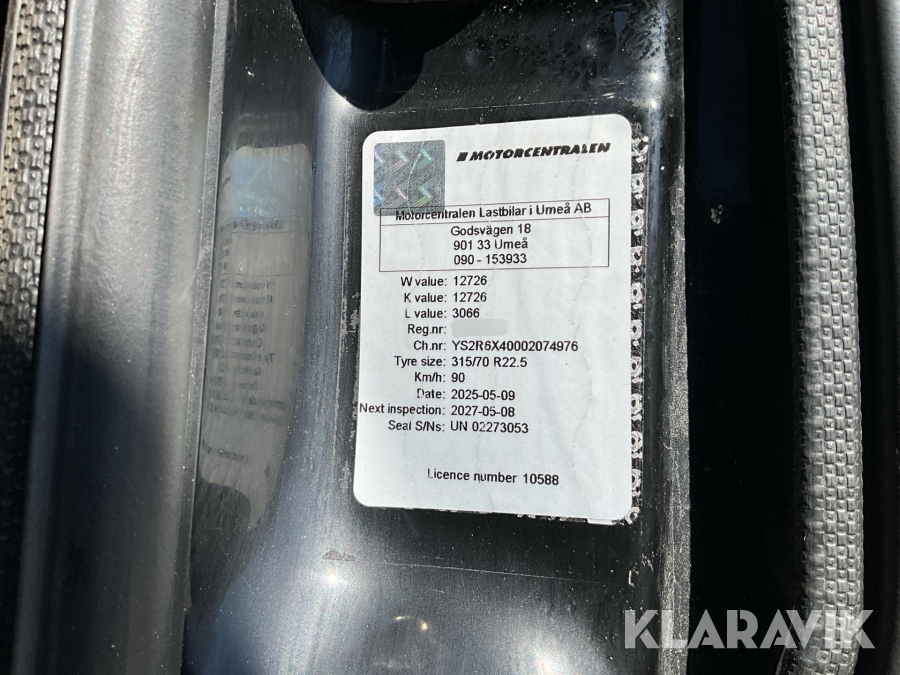 MOTORCENTRALEN
Motorcentralen Lastbilar i Umeå AB
Godsvägen 18
901 33 Umeå
090 - 153933
W value: 12726
K value: 12726
L value: 3066
Reg.nr:
Ch.nr: YS2R6X40002074976
Tyre size: 315/70 R22.5
Km/h: 90
Date: 2025-05-09
Next inspection: 2027-05-08
Seal S/Ns: UN 02273053
Licence number 10588
KLARAVIK